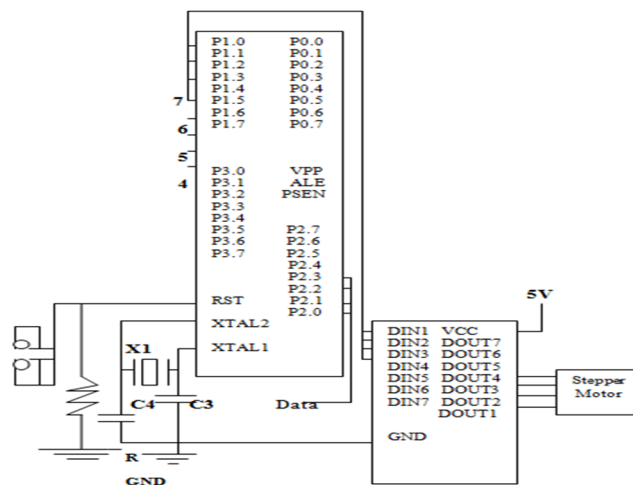 P1.0 P0.0
P1.1 P0.1
P1.2 P0.2
P1.3 P0.3
P1.4 P0.4
P1.5 P0.5
P1.6 P0.6
P1.7 P0.7
7
6
5
4
P3.0 VPP
P3.1 ALE
P3.2 PSEN
P3.3
P3.4
P3.5 P2.7
P3.6 P2.6
P3.7 P2.5
P2.4
P2.3
P2.2
RST P2.1
P2.0
XTAL2
XTAL1
X1
C4 C3
Data
R
GND
5V
DIN1 VCC
DIN2 DOUT7
DIN3 DOUT6
DIN4 DOUT5
DIN5 DOUT4
DIN6 DOUT3
DIN7 DOUT2
DOUT1
GND
Stepper
Motor